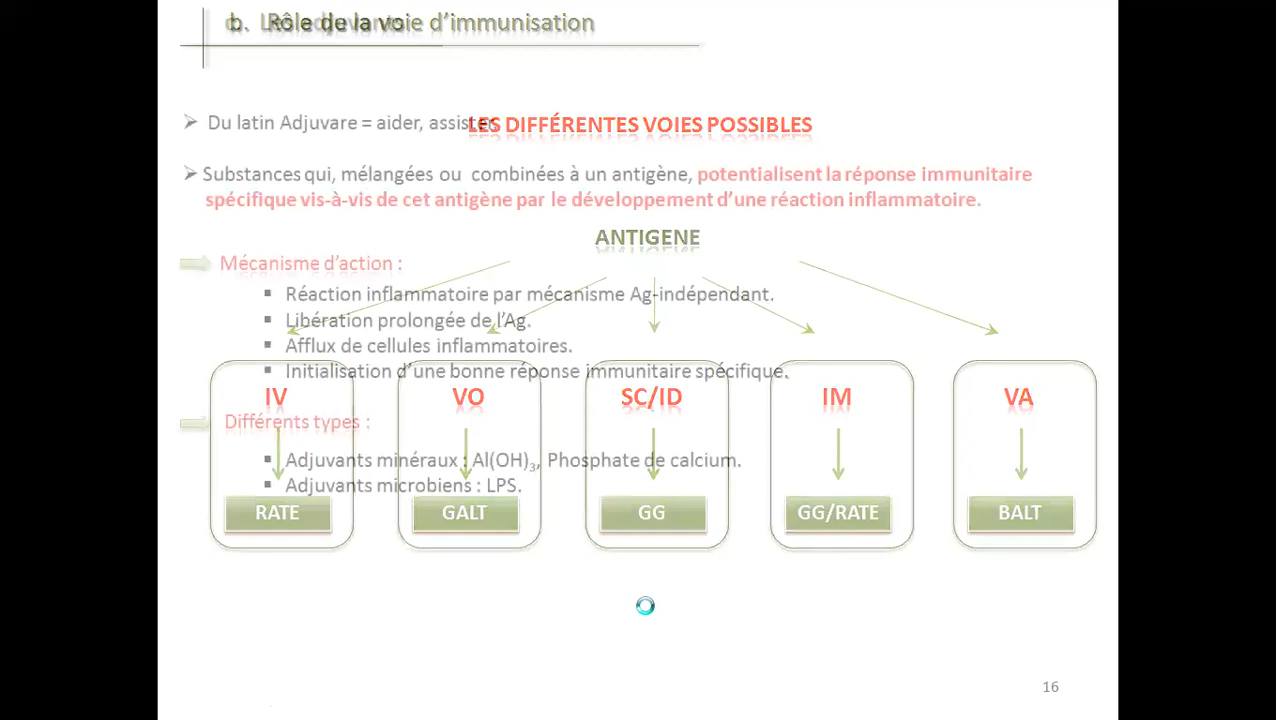 b. Rôle de la voie d’immunisation
Du latin Adjuvare = aider, assister
LES DIFFÉRENTES VOIES POSSIBLES
Substances qui, mélangées ou combinées à un antigène, potentialisent la réponse immunitaire
spécifique vis-à-vis de cet antigène par le développement d’une réaction inflammatoire.
ANTIGENE
Mécanisme d’action :
Réaction inflammatoire par mécanisme Ag-indépendant.
Libération prolongée de l’Ag.
Afflux de cellules inflammatoires.
Initialisation d’une bonne réponse immunitaire spécifique.
IV VO SC/ID IM VA
Différents types :
Adjuvants minéraux : Al(OH)₃, Phosphate de calcium.
Adjuvants microbiens : LPS.
RATE GALT GG GG/RATE BALT
16